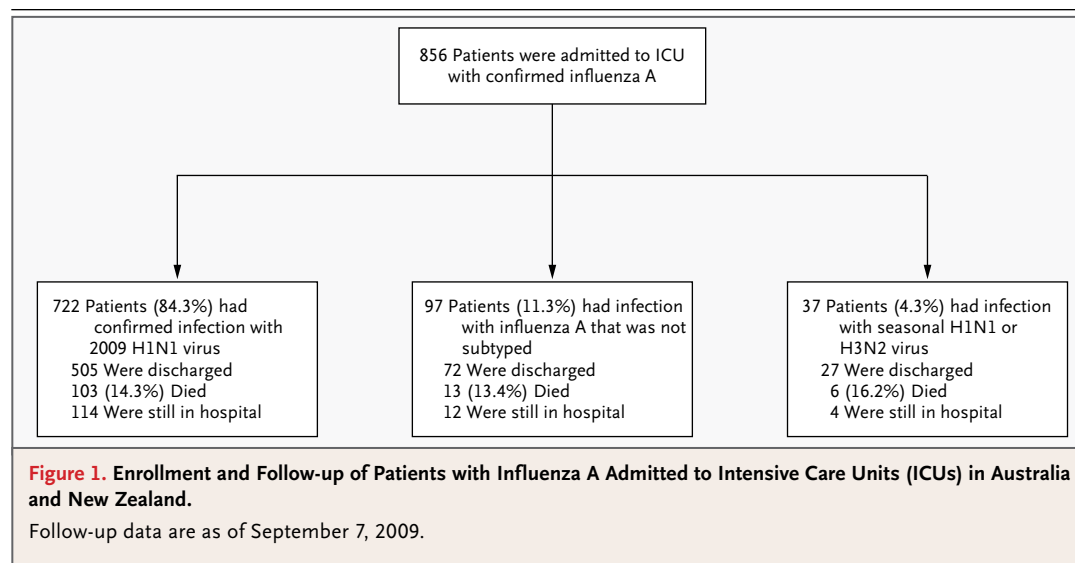 856 Patients were admitted to ICU
with confirmed influenza A
722 Patients (84.3%) had
confirmed infection with
2009 H1N1 virus
505 Were discharged
103 (14.3%) Died
114 Were still in hospital
97 Patients (11.3%) had infection
with influenza A that was not
subtyped
72 Were discharged
13 (13.4%) Died
12 Were still in hospital
37 Patients (4.3%) had infection
with seasonal H1N1 or
H3N2 virus
27 Were discharged
6 (16.2%) Died
4 Were still in hospital
Figure 1. Enrollment and Follow-up of Patients with Influenza A Admitted to Intensive Care Units (ICUs) in Australia
and New Zealand.
Follow-up data are as of September 7, 2009.